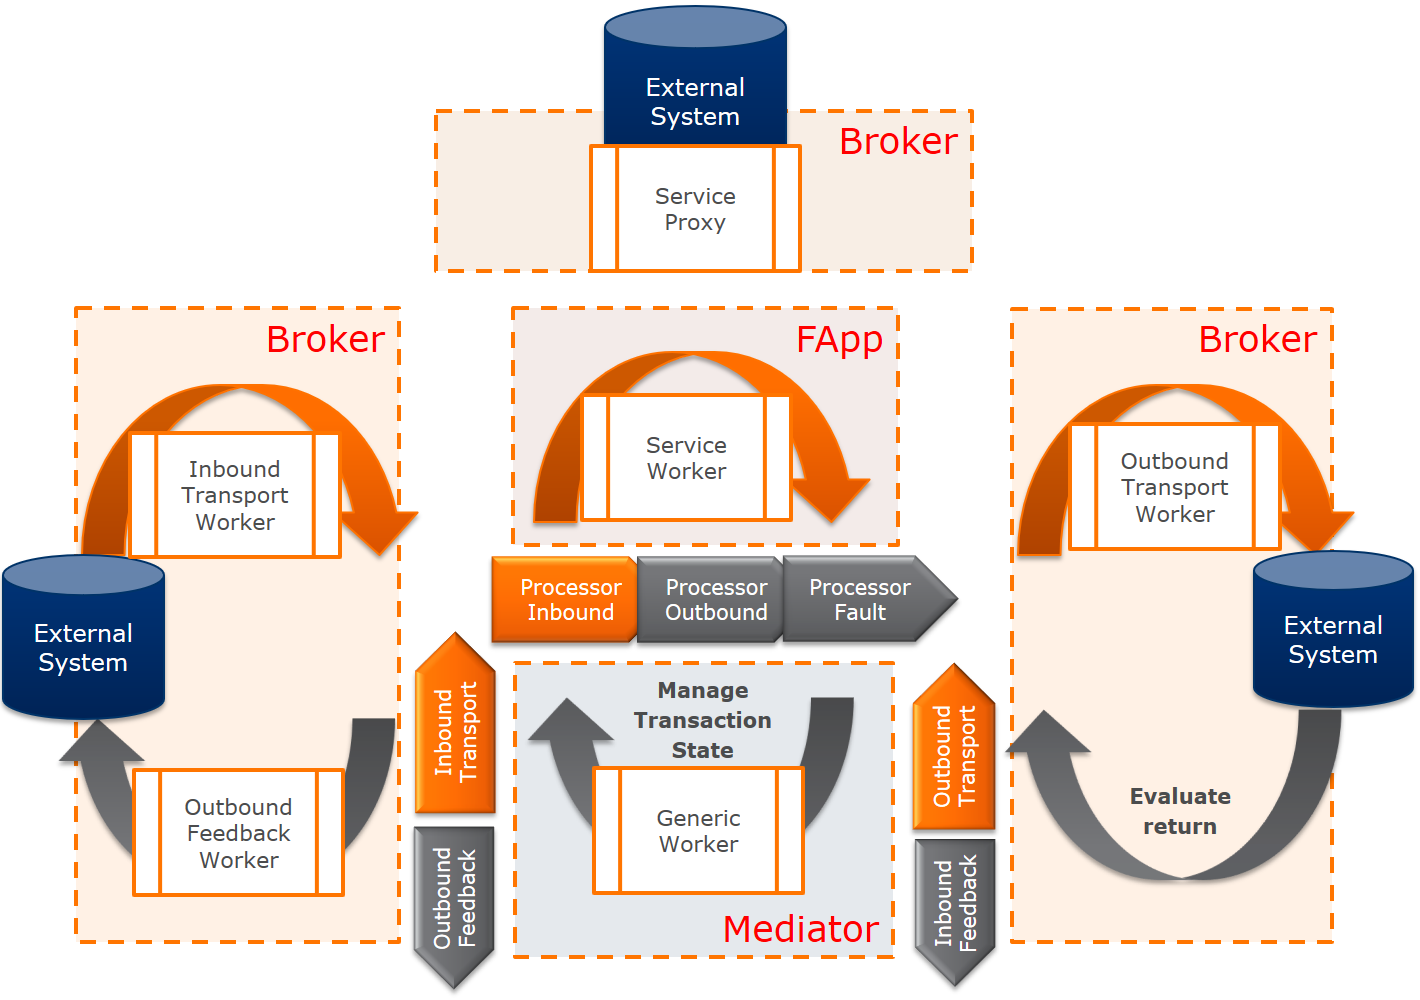 External
System
Broker
Service
Proxy
Broker
Inbound
Transport
Worker
External
System
Outbound
Feedback
Worker
Inbound
Transport
Outbound
Feedback
FApp
Service
Worker
Processor
Inbound
Processor
Outbound
Processor
Fault
Manage
Transaction
State
Generic
Worker
Mediator
Outbound
Transport
Inbound
Feedback
Broker
Outbound
Transport
Worker
External
System
Evaluate
return